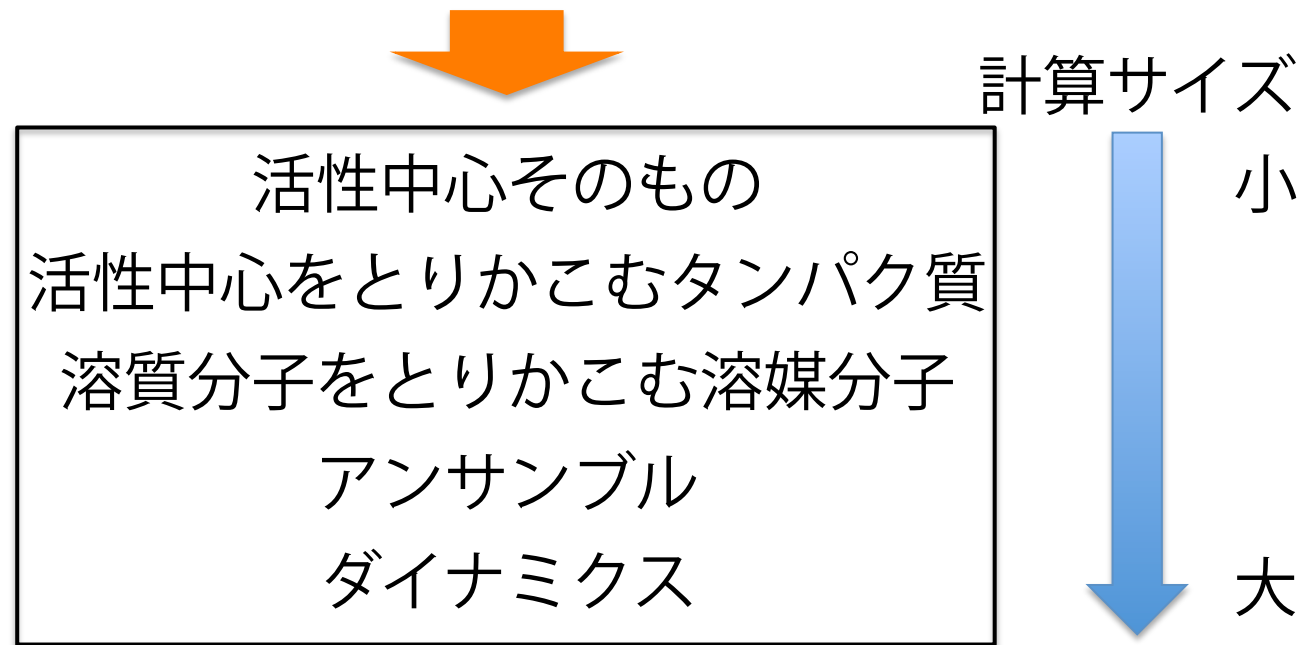 計算サイズ
小
活性中心そのもの
活性中心をとりかこむタンパク質
溶質分子をとりかこむ溶媒分子
アンサンブル
ダイナミクス
大